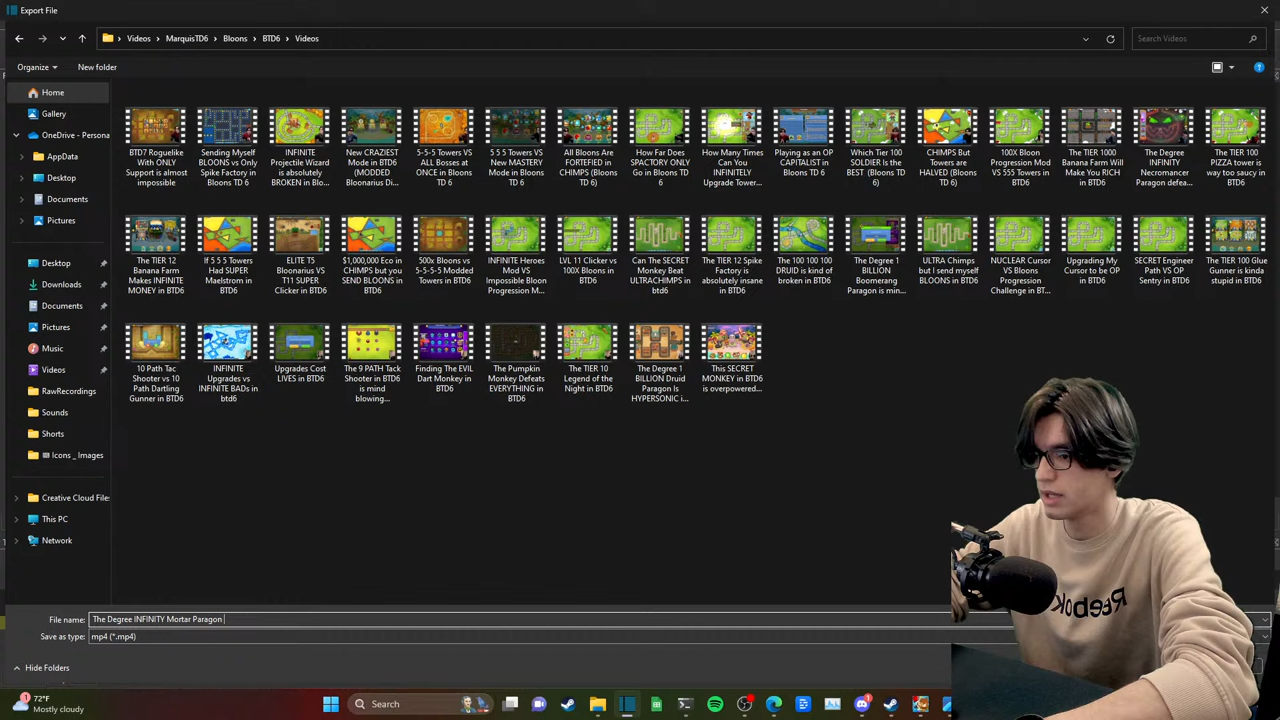 Export File
Videos
MarquisTD6
Bloons
BTD6
Videos
Search Videos
Organize
New folder
Home
Gallery
OneDrive - Persona
AppData
Desktop
Documents
Pictures
Desktop
Downloads
Documents
Pictures
Music
Videos
RawRecordings
Sounds
Shorts
Icons _ Images
Creative Cloud Files
This PC
Network
BTD7 Roguelike
With ONLY
Support is almost
impossible
Sending Myself
BLOONS vs Only
Spike Factory in
Bloons TD 6
INFINITE
Projectile Wizard
is absolutely
BROKEN in Blo...
New CRAZIEST
Mode in BTD6
(MODDED
Bloonarius Di...
5-5-5 Towers VS
ALL Bosses at
ONCE in Bloons
TD 6
5 5 5 Towers VS
New MASTERY
Mode in Bloons
TD 6
All Bloons Are
FORTIFIED in
CHIMPS (Bloons
TD 6)
How Far Does
SPACTORY ONLY
Go in Bloons TD
6
How Many Times
Can You
INFINITELY
Upgrade Tower...
Playing as an OP
CAPITALIST in
Bloons TD 6
Which Tier 100
SOLDIER Is the
BEST (Bloons TD
6)
CHIMPS But
Towers are
HALVED (Bloons
TD 6)
100X Bloon
Progression Mod
VS 555 Towers in
BTD6
The TIER 1000
Banana Farm Will
Make You RICH
in BTD6
The Degree
INFINITY
Necromancer
Paragon defea...
The TIER 100
PIZZA tower is
way too saucy in
BTD6
The TIER 12
Banana Farm
Makes INFINITE
MONEY in BTD6
If 5 5 5 Towers
Had SUPER
Maelstrom in
BTD6
ELITE T5
Bloonarius VS
T11 SUPER
Clicker in BTD6
$1,000,000 Eco in
CHIMPS but you
SEND BLOONS in
BTD6
500x Bloons vs
5-5-5-5 Modded
Towers in BTD6
INFINITE Heroes
Mod VS
Impossible Bloon
Progression M...
LVL 11 Clicker vs
100X Bloons in
BTD6
Can The SECRET
Monkey Beat
ULTRACHIMPS in
btd6
The TIER 12 Spike
Factory is
absolutely insane
in BTD6
The 100 100 100
DRUID is kind of
broken in BTD6
The Degree 1
BILLION
Boomerang
Paragon is min...
ULTRA Chimps
but I send myself
BLOONS in BTD6
NUCLEAR Cursor
VS Bloons
Progression
Challenge in BT...
Upgrading My
Cursor to be OP
SECRET Engineer
Path VS OP
Sentry in BTD6
The TIER 100 Glue
Gunner is kinda
stupid in BTD6
10 Path Tac
Shooter vs 10
Path Dartling
Gunner in BTD6
INFINITE
Upgrades vs
INFINITE BADs in
btd6
Upgrades Cost
LIVES in BTD6
The 9 PATH Tack
Shooter in BTD6
is mind
blowing...
Finding The EVIL
Dart Monkey in
BTD6
The Pumpkin
Monkey Defeats
EVERYTHING in
BTD6
The TIER 10
Legend of the
Night in BTD6
The Degree 1
BILLION Druid
Paragon Is
HYPERSONIC i...
This SECRET
MONKEY in BTD6
is overpowered...
Reebok
File name: The Degree INFINITY Mortar Paragon
Save as type: mp4 (*.mp4)
Hide Folders
1
72°F
Mostly cloudy
Search